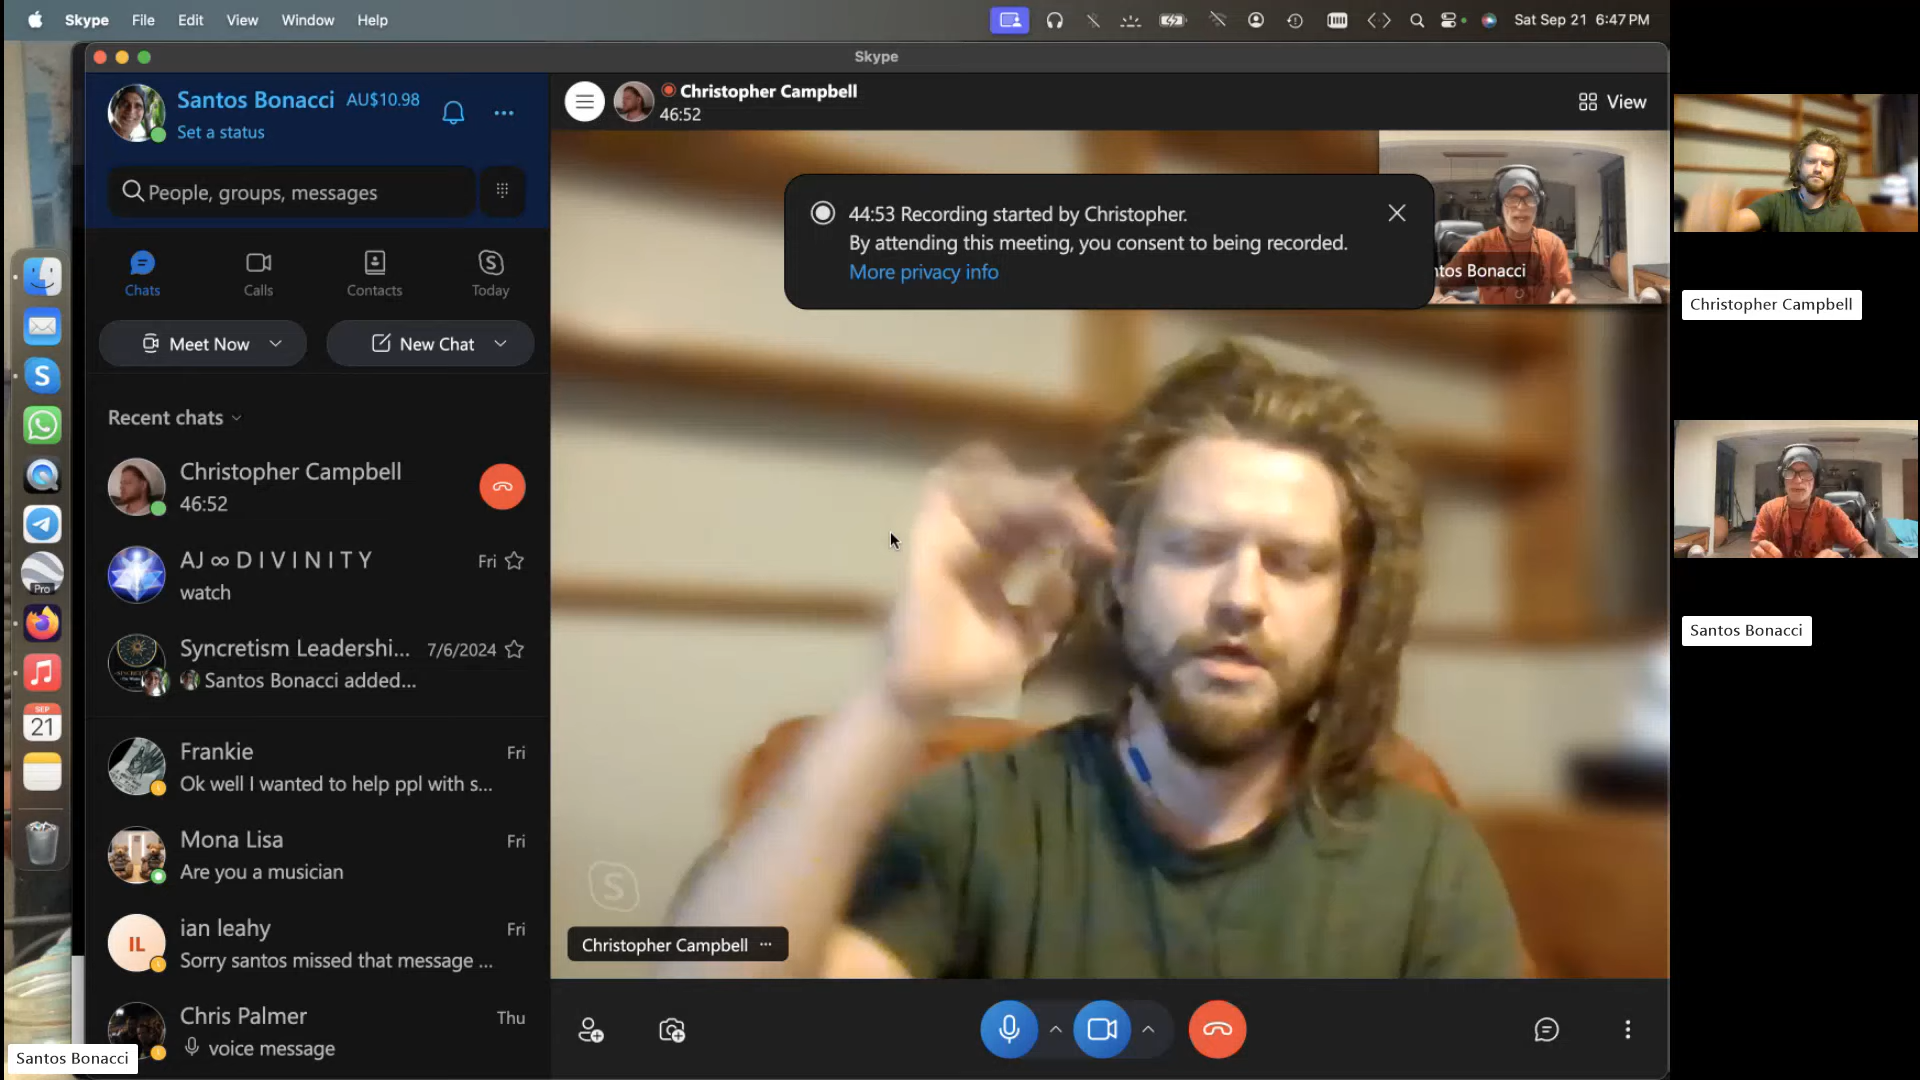 Skype File Edit View Window Help
Sat Sep 21 6:47 PM
Skype
Santos Bonacci AU$10.98
Set a status
People, groups, messages
Chats Calls Contacts Today
Meet Now New Chat
Recent chats
Christopher Campbell
46:52
AJ ∞ D I V I N I T Y Fri
watch
Syncretism Leadershi... 7/6/2024
Santos Bonacci added...
Frankie Fri
Ok well I wanted to help ppl with s...
Mona Lisa Fri
Are you a musician
IL
ian leahy Fri
Sorry santos missed that message ...
Chris Palmer Thu
voice message
Santos Bonacci
Pro
SEP
21
Christopher Campbell
46:52
View
44:53 Recording started by Christopher.
By attending this meeting, you consent to being recorded.
More privacy info
ntos Bonacci
Christopher Campbell
Christopher Campbell
Santos Bonacci